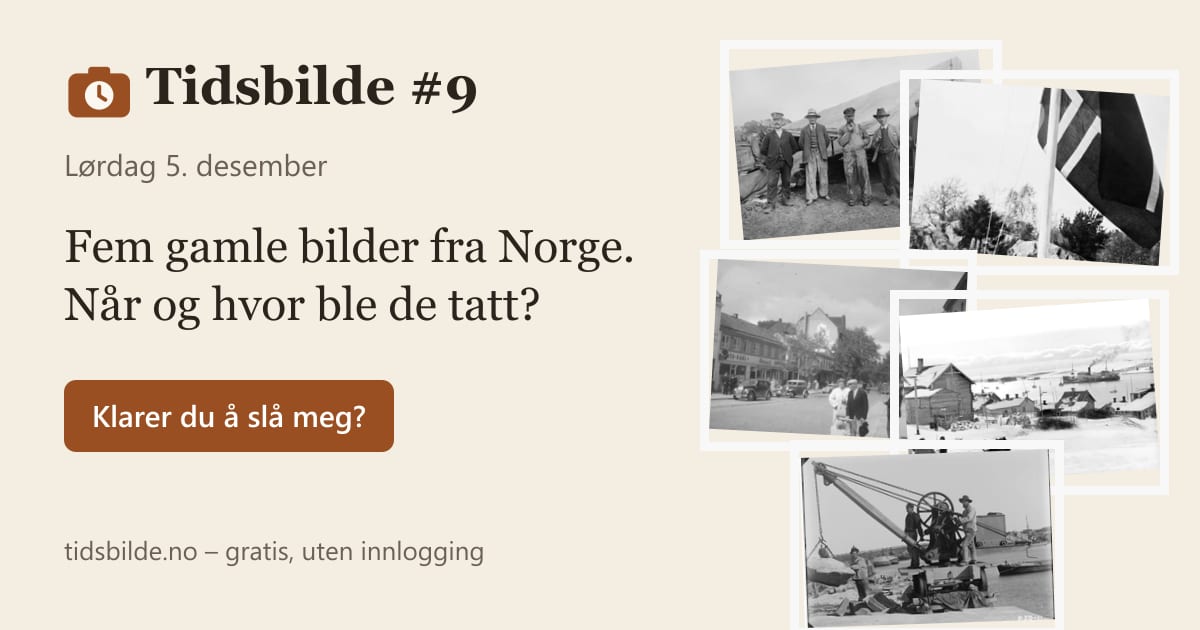 Tidsbilde #9
Lørdag 5. desember
Fem gamle bilder fra Norge.
Når og hvor ble de tatt?
Klarer du å slå meg?
tidsbilde.no – gratis, uten innlogging